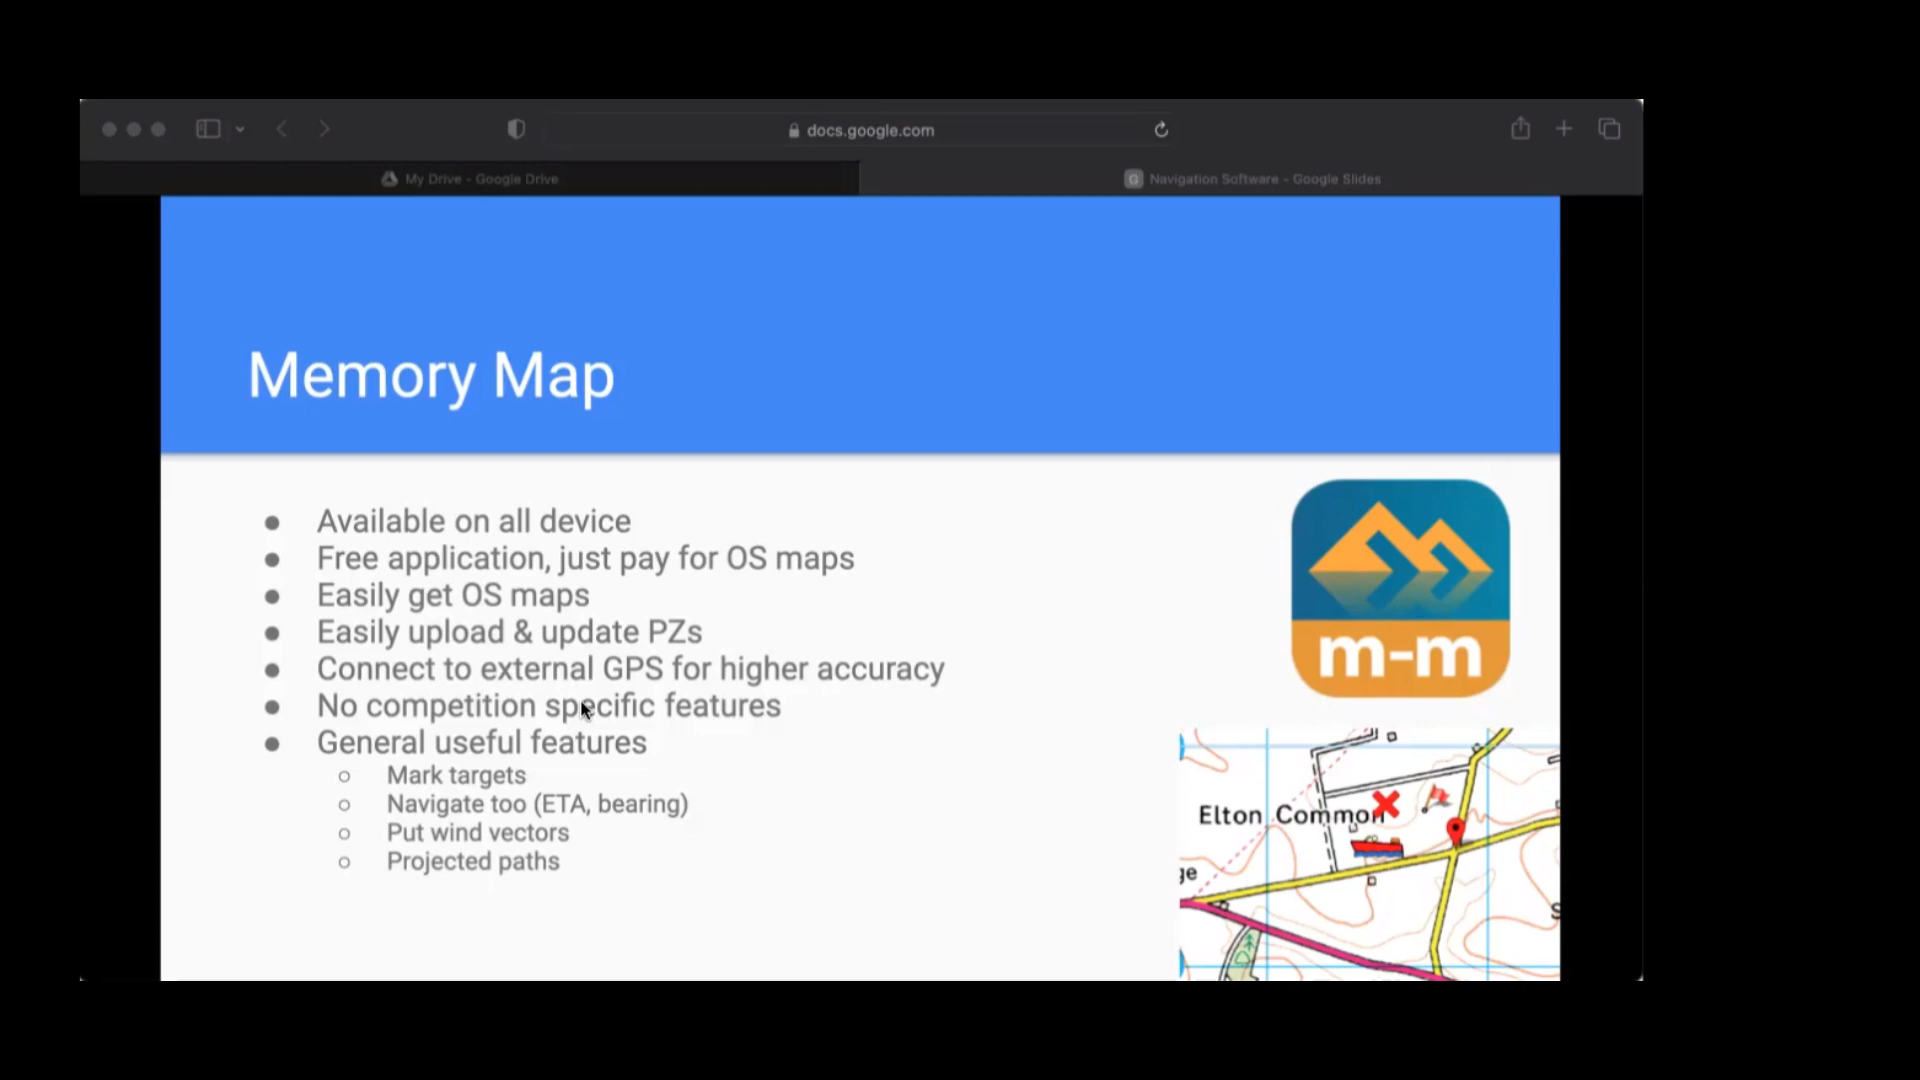 docs.google.com
My Drive - Google Drive
G Navigation Software - Google Slides
Memory Map
● Available on all device
● Free application, just pay for OS maps
● Easily get OS maps
● Easily upload & update PZs
● Connect to external GPS for higher accuracy
● No competition specific features
● General useful features
○ Mark targets
○ Navigate too (ETA, bearing)
○ Put wind vectors
○ Projected paths
m-m
Elton Common
ge
S